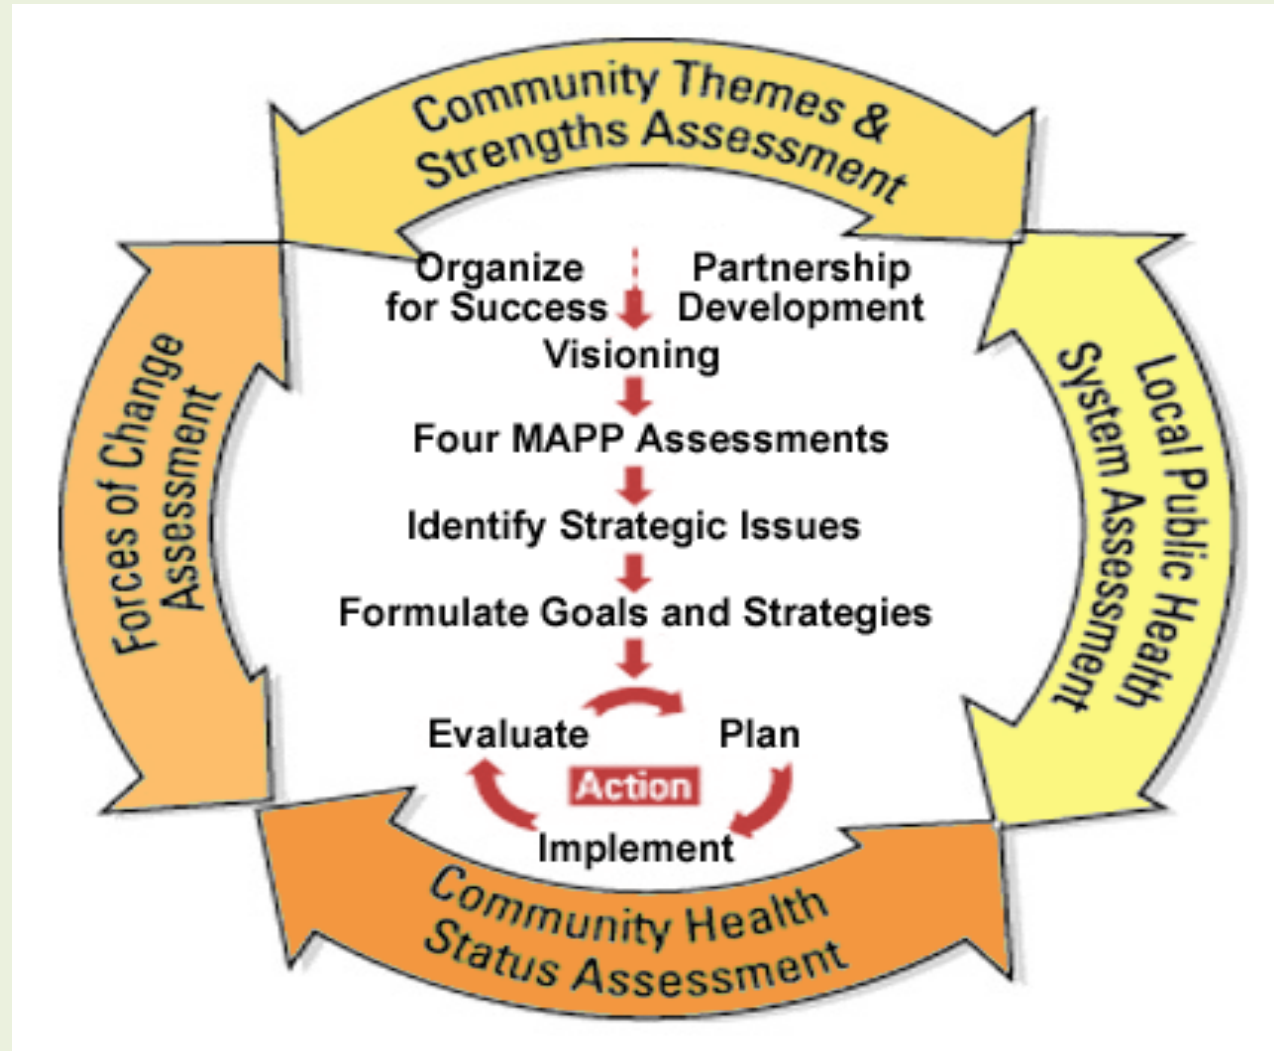 Community Themes &
Strengths Assessment
Organize
for Success
Partnership
Development
Visioning
Four MAPP Assessments
Identify Strategic Issues
Formulate Goals and Strategies
Evaluate
Plan
Action
Implement
Forces of Change
Assessment
Local Public Health
System Assessment
Community Health
Status Assessment